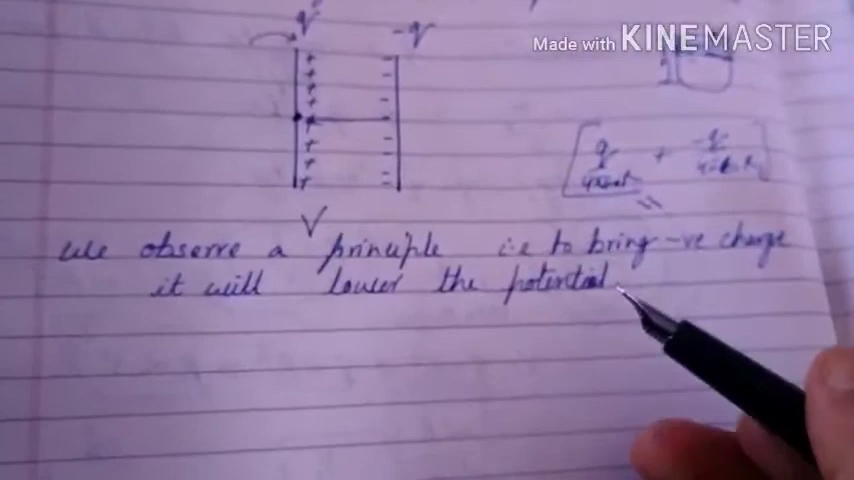 Made with KINEMASTER
q
-q
+ + + + + + + +
- - - - - - - -
q + -q
V
we observe a principle i.e to bring -ve charge
it will lower the potential